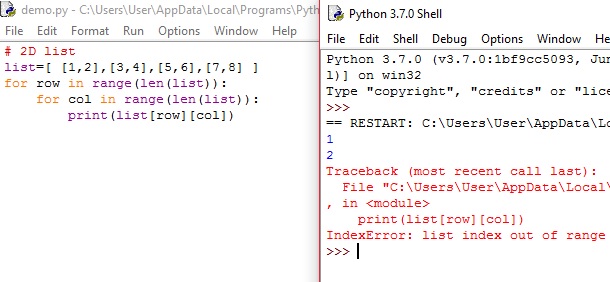 demo.py - C:\Users\User\AppData\Local\Programs\Pyth
File Edit Format Run Options Window Help
# 2D list
list=[ [1,2],[3,4],[5,6],[7,8] ]
for row in range(len(list)):
for col in range(len(list)):
print(list[row][col])
Python 3.7.0 Shell
File Edit Shell Debug Options Window H
Python 3.7.0 (v3.7.0:1bf9cc5093, Jun
l)] on win32
Type "copyright", "credits" or "lice
>>>
== RESTART: C:\Users\User\AppData\Lo
1
2
Traceback (most recent call last):
File "C:\Users\User\AppData\Local\
, in <module>
print(list[row][col])
IndexError: list index out of range
>>>